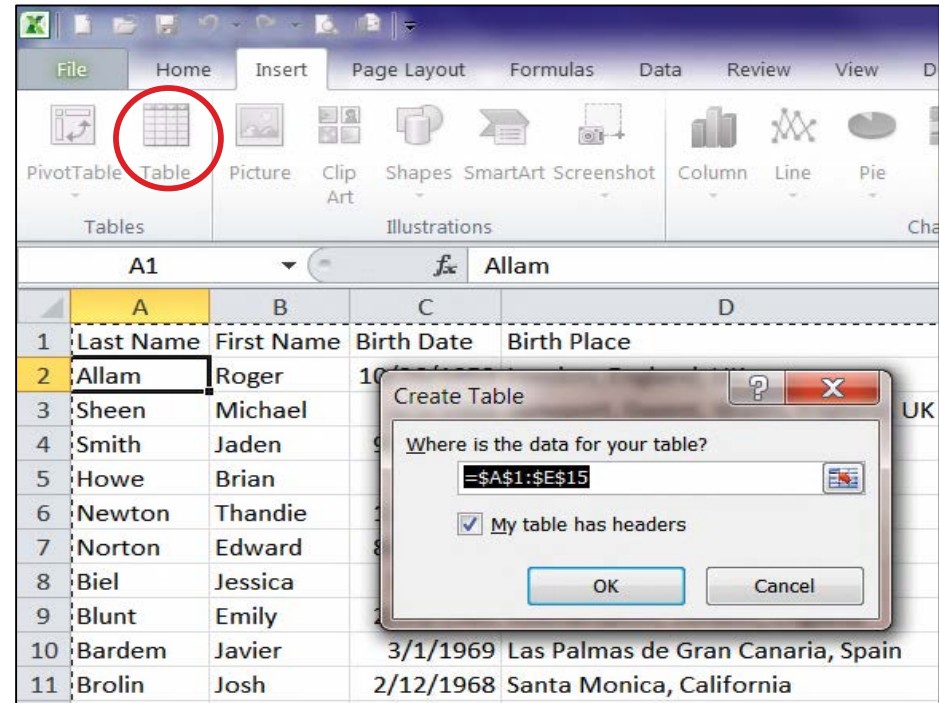 File Home Insert Page Layout Formulas Data Review View D
PivotTable Table Picture Clip Art Shapes SmartArt Screenshot Column Line Pie
Tables Illustrations Cha
A1 fx Allam
A B C D
1 Last Name First Name Birth Date Birth Place
2 Allam Roger
3 Sheen Michael UK
4 Smith Jaden
5 Howe Brian
6 Newton Thandie
7 Norton Edward
8 Biel Jessica
9 Blunt Emily
10 Bardem Javier 3/1/1969 Las Palmas de Gran Canaria, Spain
11 Brolin Josh 2/12/1968 Santa Monica, California
Create Table
Where is the data for your table?
=$A$1:$E$15
My table has headers
OK Cancel